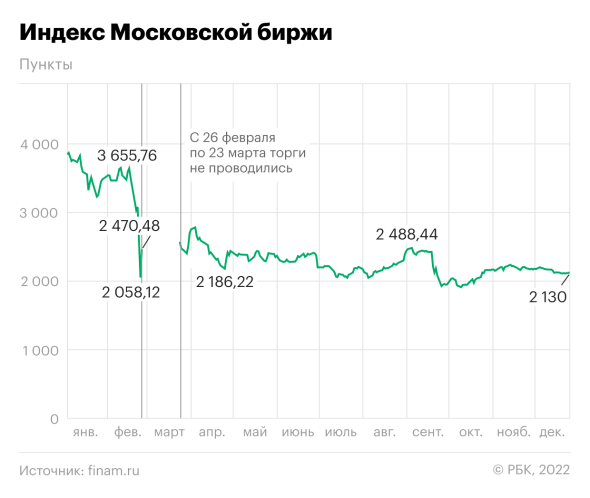 Индекс Московской биржи
Пункты
4 000
3 000
2 000
1 000
0
3 655,76
2 470,48
2 058,12
С 26 февраля
по 23 марта торги
не проводились
2 186,22
2 488,44
2 130
янв. фев. март апр. май июнь июль авг. сент. окт. нояб. дек.
Источник: finam.ru
© РБК, 2022